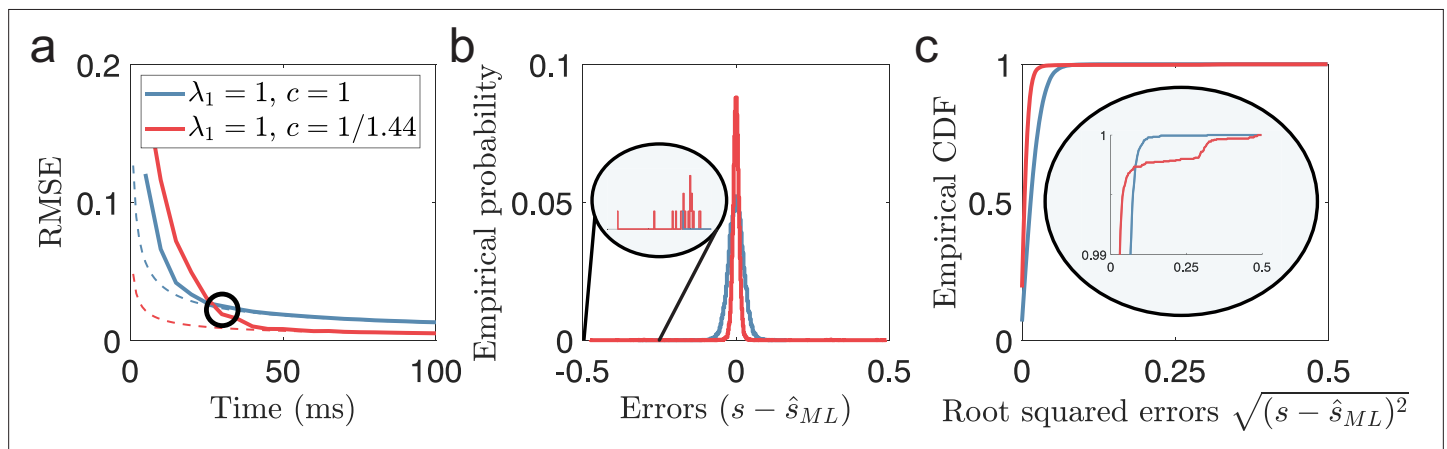 a
0.2
0.1
0
RMSE
λ₁ = 1, c = 1
λ₁ = 1, c = 1/1.44
0
50
100
Time (ms)
b
0.1
0.05
0
Empirical probability
-0.5
0
0.5
Errors (s − ŝ_ML)
c
1
0.5
0
Empirical CDF
1
0.99
0
0.25
0.5
0
0.25
0.5
Root squared errors √(s − ŝ_ML)²